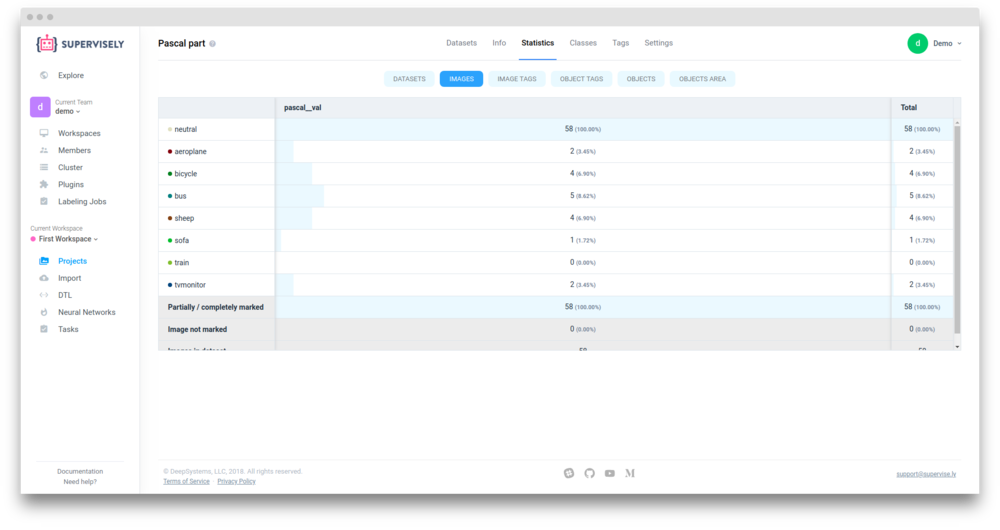 SUPERVISELY
Pascal part ?
Datasets Info Statistics Classes Tags Settings
d Demo
Explore
d Current Team
demo
Workspaces
Members
Cluster
Plugins
Labeling Jobs
Current Workspace
First Workspace
Projects
Import
DTL
Neural Networks
Tasks
Documentation
Need help?
DATASETS IMAGES IMAGE TAGS OBJECT TAGS OBJECTS OBJECTS AREA
pascal__val Total
neutral 58 (100.00%) 58 (100.00%)
aeroplane 2 (3.45%) 2 (3.45%)
bicycle 4 (6.90%) 4 (6.90%)
bus 5 (8.62%) 5 (8.62%)
sheep 4 (6.90%) 4 (6.90%)
sofa 1 (1.72%) 1 (1.72%)
train 0 (0.00%) 0 (0.00%)
tvmonitor 2 (3.45%) 2 (3.45%)
Partially / completely marked 58 (100.00%) 58 (100.00%)
Image not marked 0 (0.00%) 0 (0.00%)
Images in dataset 58 58
© DeepSystems, LLC, 2018. All rights reserved.
Terms of Service · Privacy Policy
support@supervise.ly